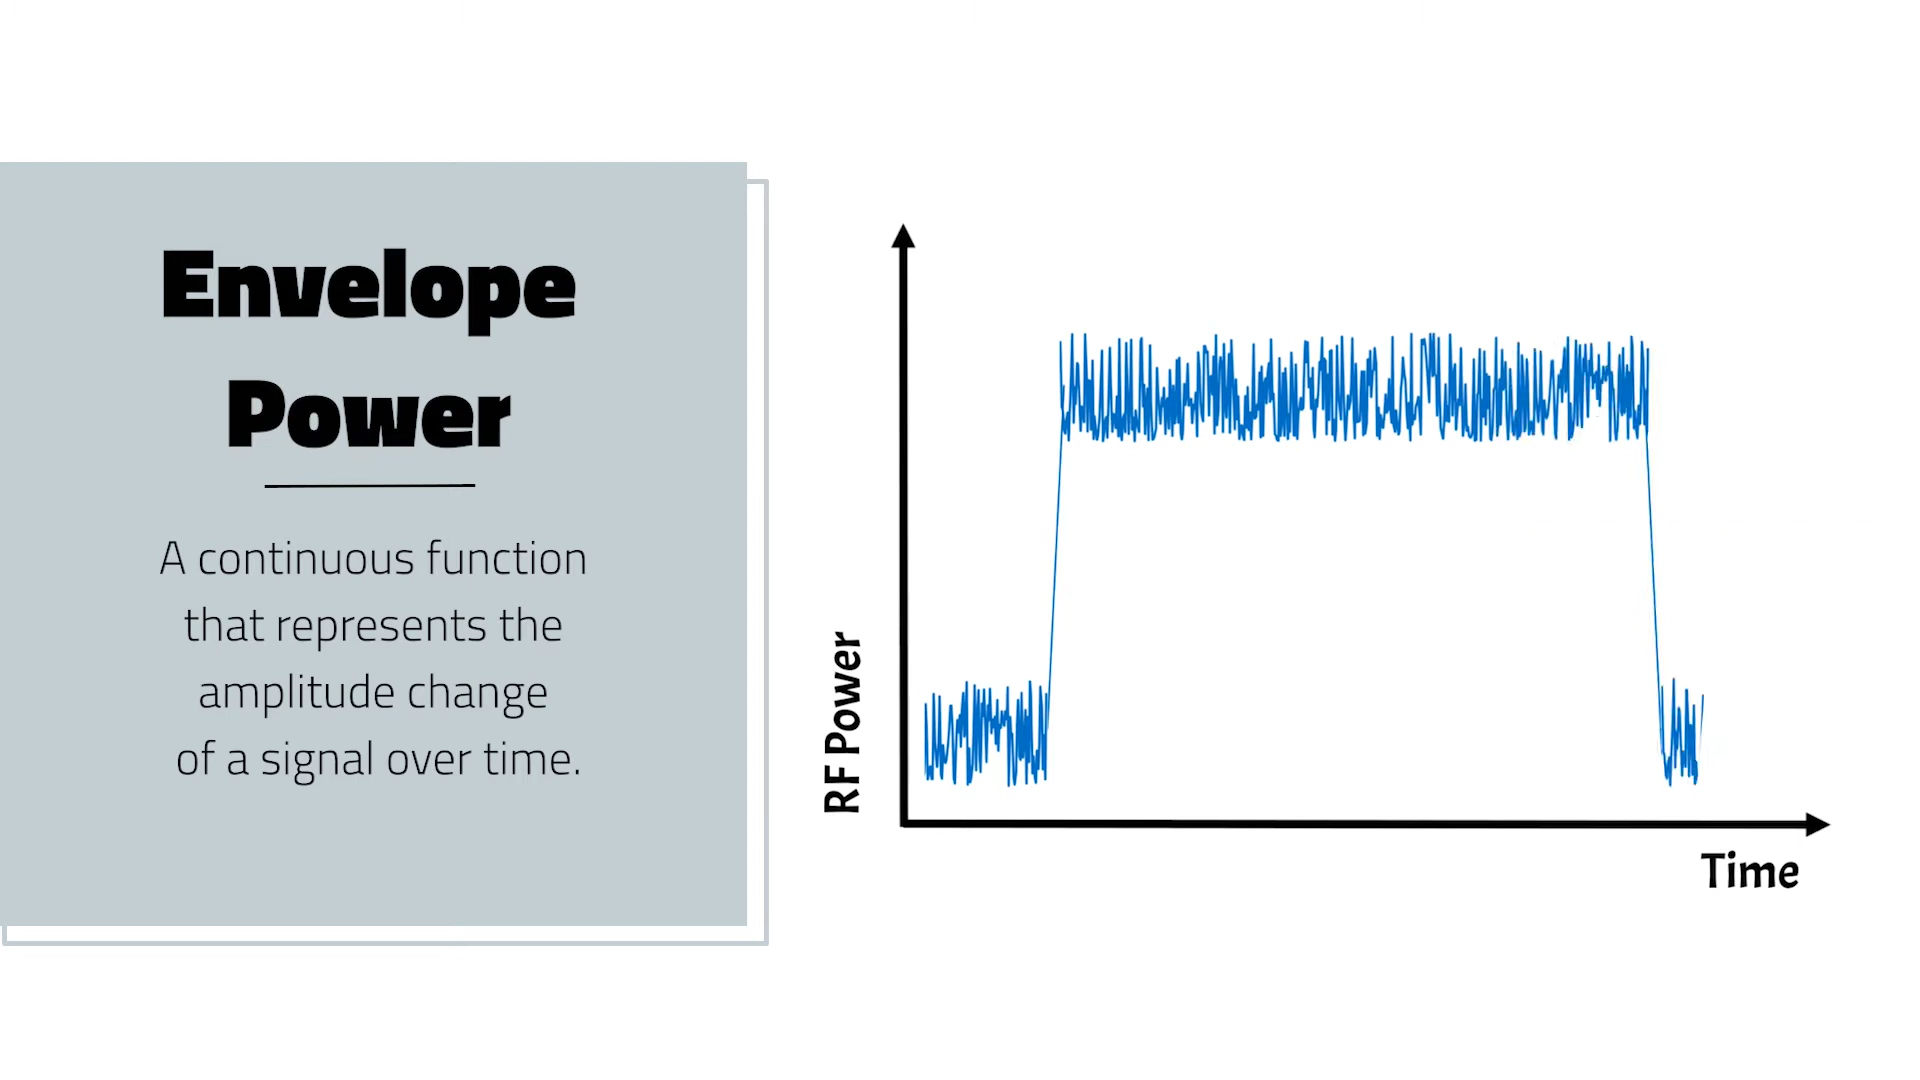 Envelope
Power
A continuous function
that represents the
amplitude change
of a signal over time.
RF Power
Time